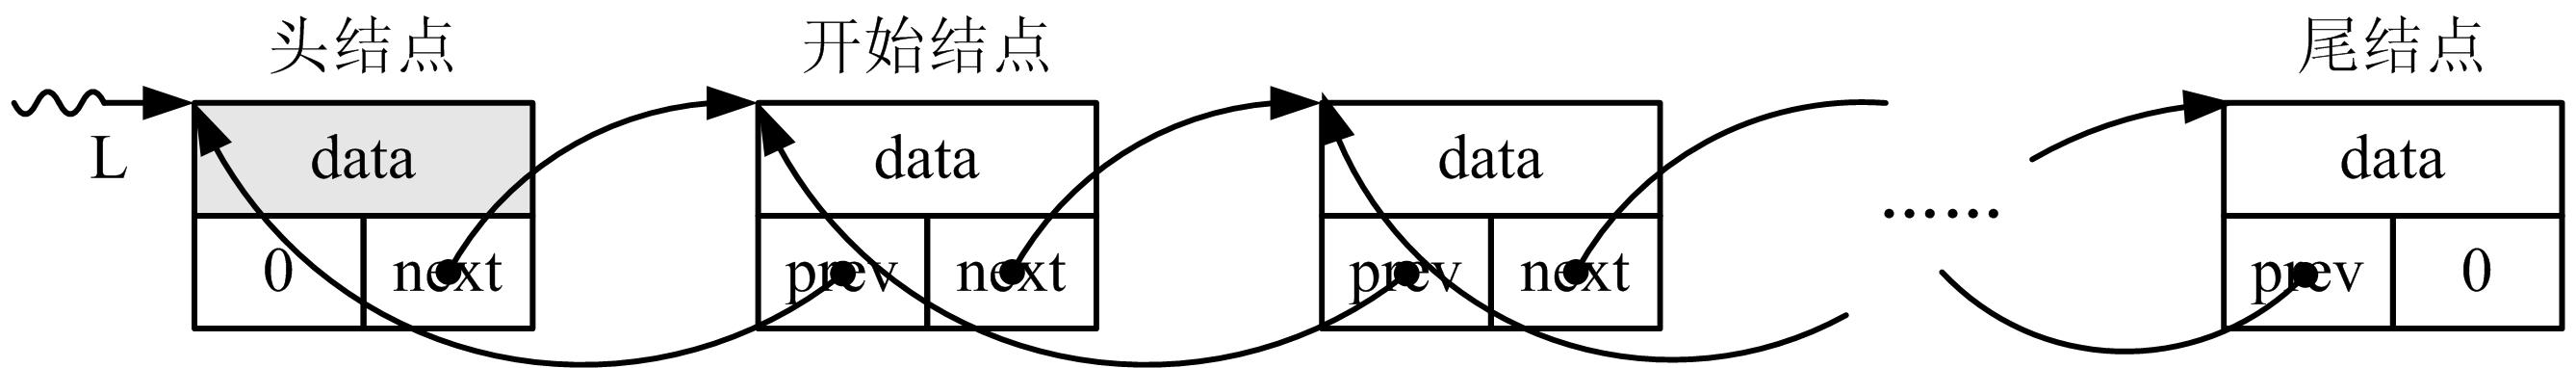 头结点 开始结点 尾结点
L data data data data
0 next prev next prev next ...... prev 0